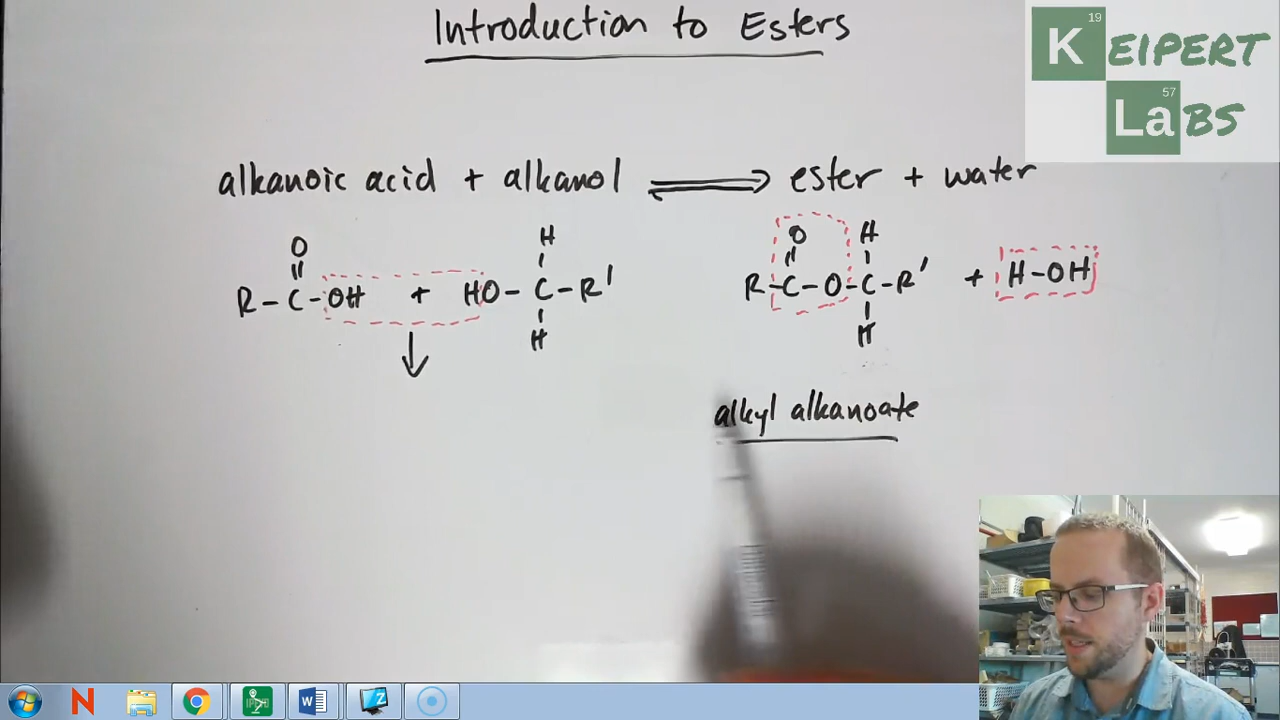 Introduction to Esters
19
KEIPERT
57
LaBS
alkanoic acid + alkanol ⇌ ester + water
O
H
O
H
R-C-OH + HO-C-R'
R-C-O-C-R' + H-OH
H
H
alkyl alkanoate